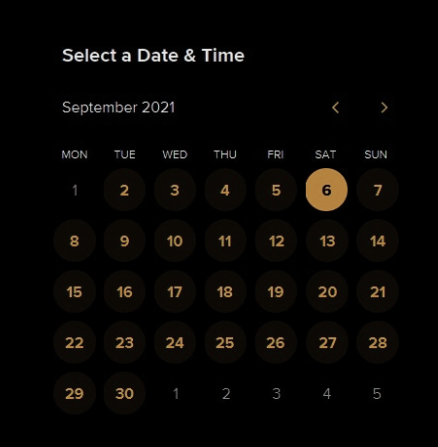 Select a Date & Time
September 2021
MON TUE WED THU FRI SAT SUN
1 2 3 4 5 6 7
8 9 10 11 12 13 14
15 16 17 18 19 20 21
22 23 24 25 26 27 28
29 30 1 2 3 4 5